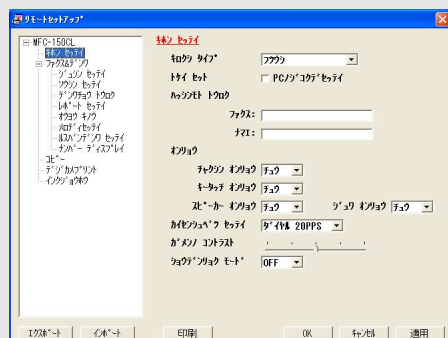 ﾘﾓｰﾄｾｯﾄｱｯﾌﾟ
MFC-150CL
ｷﾎﾝ ｾｯﾃｲ
ﾌｧｸｽ&ﾃﾞﾝﾜ
ｼﾞｭｼﾝ ｾｯﾃｲ
ｿｳｼﾝ ｾｯﾃｲ
ﾃﾞﾝﾜﾁｮｳ ﾄｳﾛｸ
ﾚﾎﾟｰﾄ ｾｯﾃｲ
ｵｳﾖｳ ｷﾉｳ
ﾒﾛﾃﾞｨｾｯﾃｲ
ﾙｽﾊﾞﾝﾃﾞﾝﾜ ｾｯﾃｲ
ﾅﾝﾊﾞｰ ﾃﾞｨｽﾌﾟﾚｲ
ｺﾋﾟｰ
ﾃﾞｼﾞｶﾒﾌﾟﾘﾝﾄ
ｲﾝｸｼﾞｮｳﾎｳ
ｷﾎﾝ ｾｯﾃｲ
ｷﾛｸｼ ﾀｲﾌﾟ ﾌﾂｳｼ
ﾄｹｲ ｾｯﾄ PCﾉｼﾞｺｸﾃﾞｾｯﾃｲ
ﾊｯｼﾝﾓﾄ ﾄｳﾛｸ
ﾌｧｸｽ:
ﾅﾏｴ:
ｵﾝﾘｮｳ
ﾁｬｸｼﾝ ｵﾝﾘｮｳ ﾁｭｳ
ｷｰﾀｯﾁ ｵﾝﾘｮｳ ﾁｭｳ
ｽﾋﾟｰｶｰ ｵﾝﾘｮｳ ﾁｭｳ ｼﾞｭﾜ ｵﾝﾘｮｳ ﾁｭｳ
ｶｲｾﾝｼｭﾍﾞﾂ ｾｯﾃｲ ﾀﾞｲﾔﾙ 20PPS
ｶﾞﾒﾝﾉ ｺﾝﾄﾗｽﾄ
ｼｮｳﾃﾞﾝﾘｮｸ ﾓｰﾄﾞ OFF
ｴｸｽﾎﾟｰﾄ ｲﾝﾎﾟｰﾄ 印刷 OK ｷｬﾝｾﾙ 適用